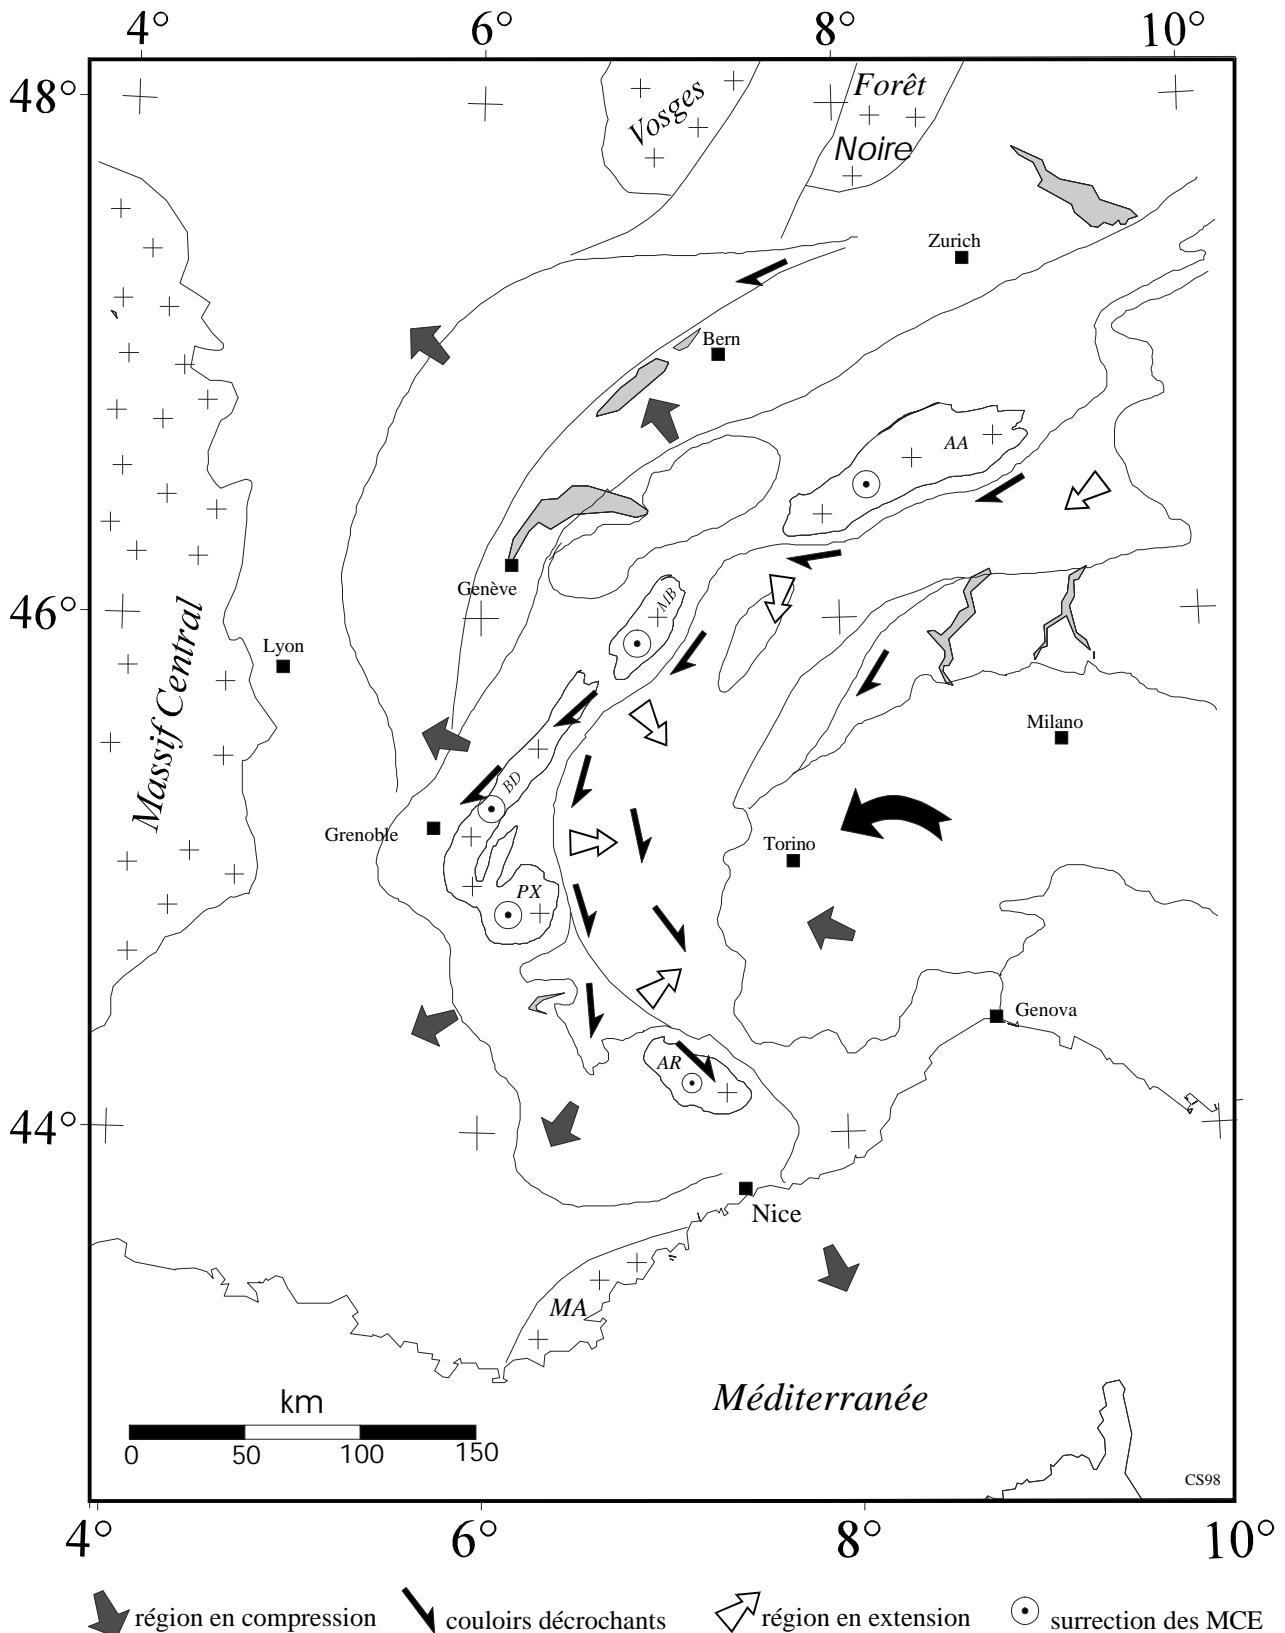 4° 6° 8° 10°
48°
Vosges
Forêt
Noire
Zurich
Bern
AA
Genève
46°
MB
Lyon
Massif Central
Milano
BD
Grenoble
Torino
PX
Genova
AR
44°
Nice
MA
Méditerranée
km
0 50 100 150
CS98
4° 6° 8° 10°
région en compression couloirs décrochants région en extension surrection des MCE